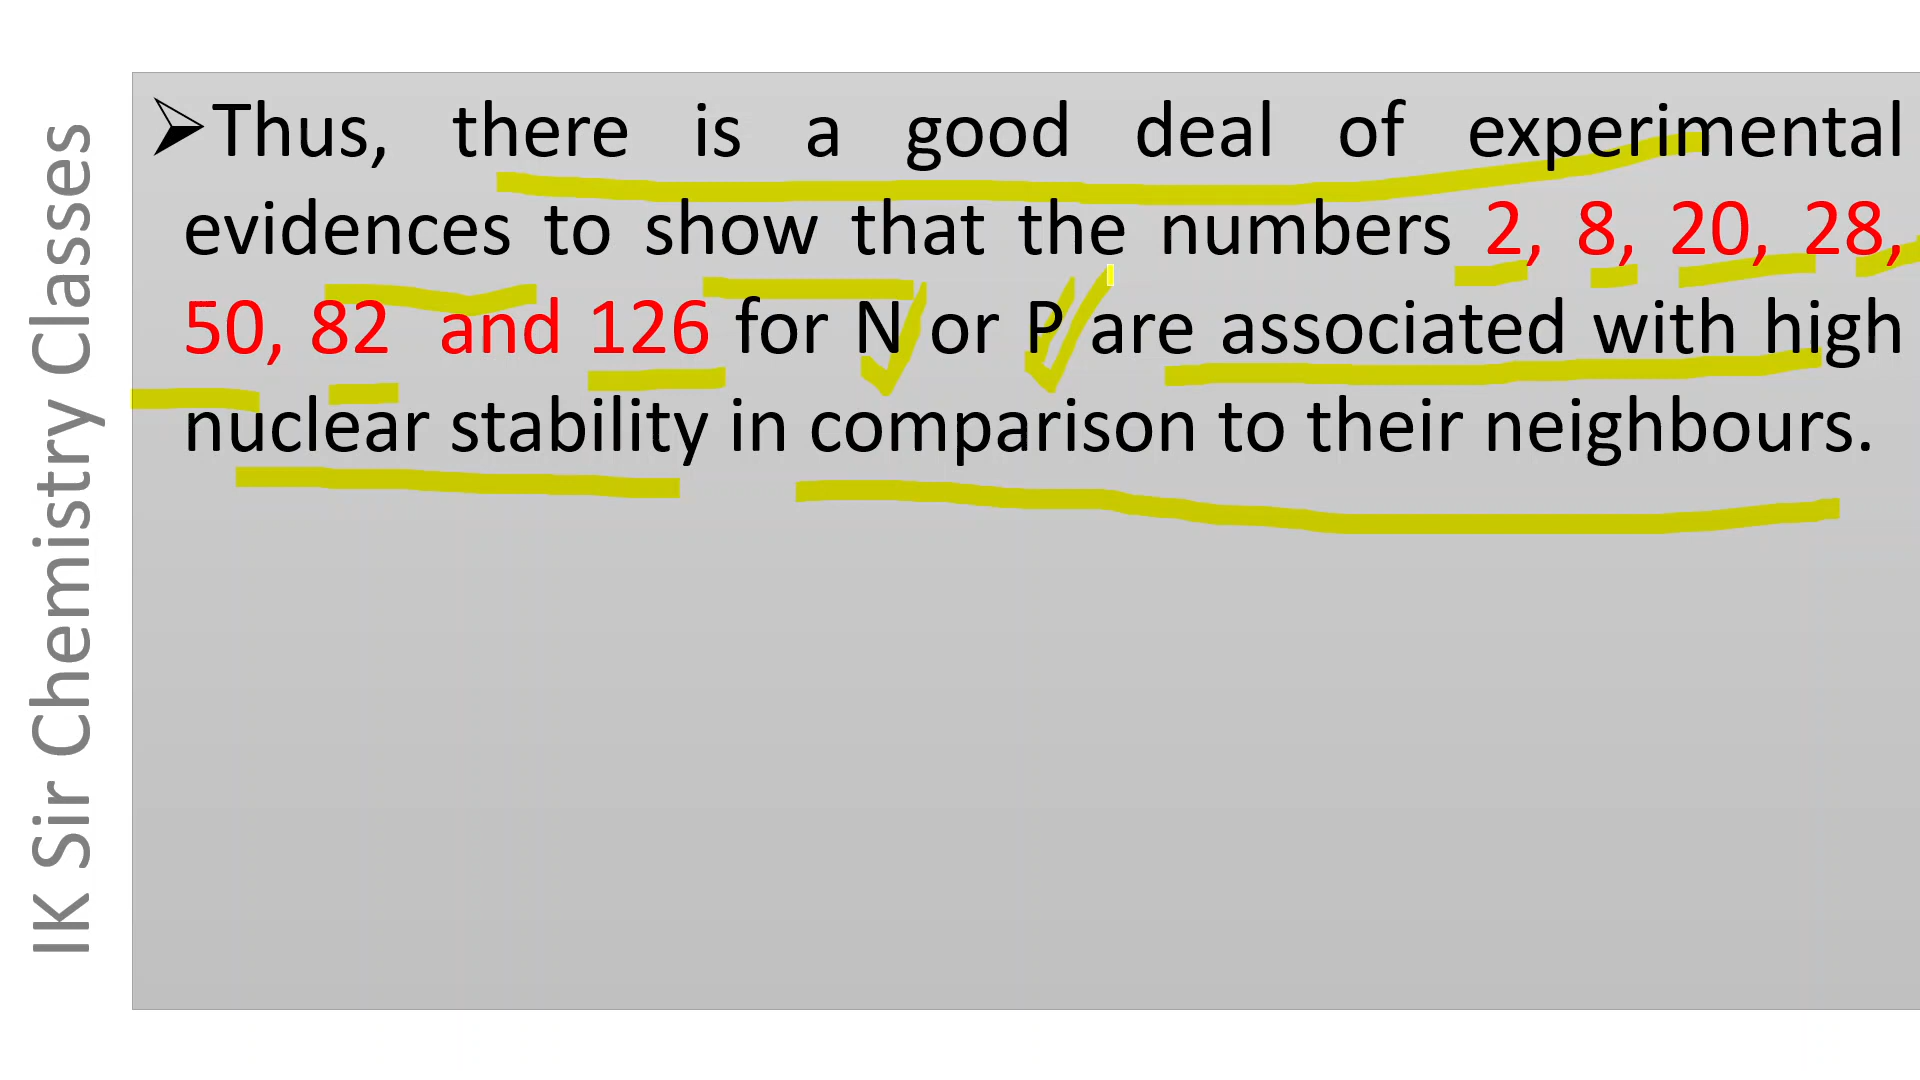 IK Sir Chemistry Classes
➢Thus, there is a good deal of experimental
evidences to show that the numbers 2, 8, 20, 28,
50, 82 and 126 for N or P are associated with high
nuclear stability in comparison to their neighbours.